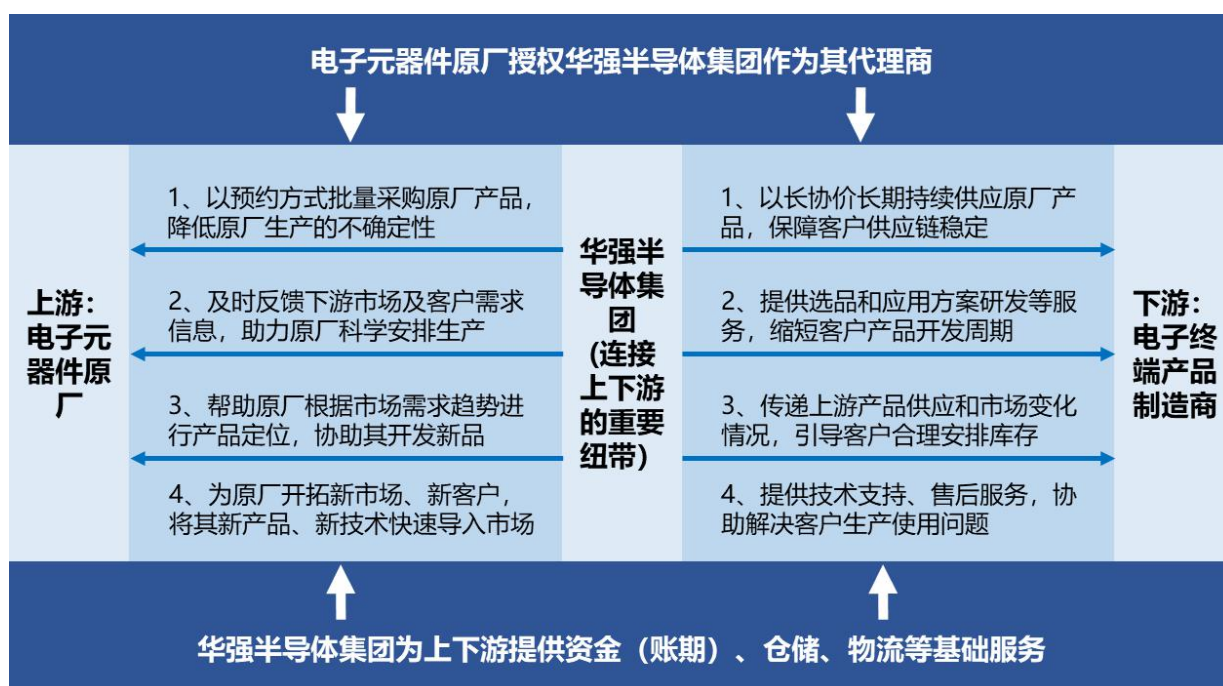 电子元器件原厂授权华强半导体集团作为其代理商
上游：
电子元
器件原
厂
1、以预约方式批量采购原厂产品，
降低原厂生产的不确定性
2、及时反馈下游市场及客户需求
信息，助力原厂科学安排生产
3、帮助原厂根据市场需求趋势进
行产品定位，协助其开发新品
4、为原厂开拓新市场、新客户，
将其新产品、新技术快速导入市场
华强半
导体集
团
(连接
上下游
的重要
纽带）
1、以长协价长期持续供应原厂产
品，保障客户供应链稳定
2、提供选品和应用方案研发等服
务，缩短客户产品开发周期
3、传递上游产品供应和市场变化
情况，引导客户合理安排库存
4、提供技术支持、售后服务，协
助解决客户生产使用问题
下游：
电子终
端产品
制造商
华强半导体集团为上下游提供资金（账期）、仓储、物流等基础服务